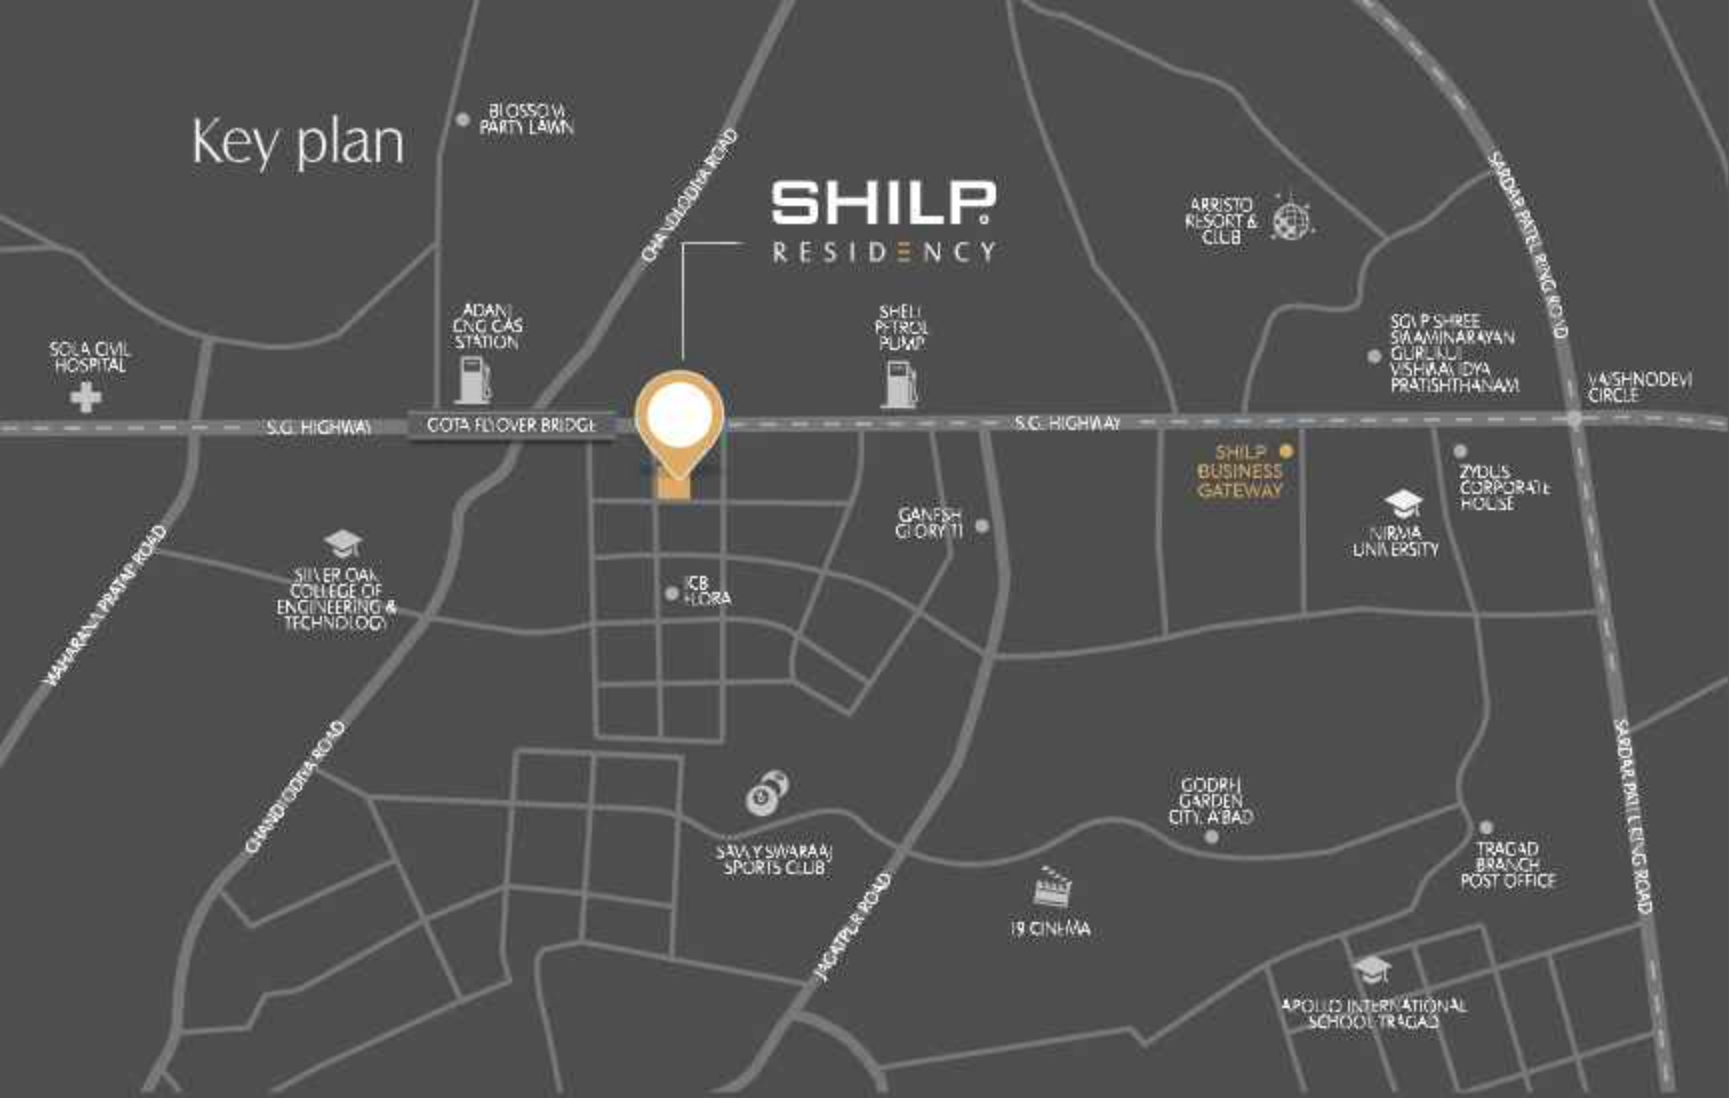 Key plan
BLOSSOM
PARTY LAWN
CHANDLODIYA ROAD
SHILP
RESIDENCY
ARRISTO
RESORT &
CLUB
SARDAR PATEL RING ROAD
SOLA CIVIL
HOSPITAL
ADANI
CNG GAS
STATION
SHELL
PETROL
PUMP
SGVP SHREE
SWAMINARAYAN
GURUKUL
VISHWAVIDYA
PRATISHTHANAM
VAISHNODEVI
CIRCLE
S.G. HIGHWAY
GOTA FLYOVER BRIDGE
S.G. HIGHWAY
SHILP
BUSINESS
GATEWAY
ZYDUS
CORPORATE
HOUSE
GANESH
GLORY 11
NIRMA
UNIVERSITY
MAHARANA PRATAP ROAD
SILVER OAK
COLLEGE OF
ENGINEERING &
TECHNOLOGY
ICB
FLORA
CHANDLODIYA ROAD
SARDAR PATEL RING ROAD
GODREJ
GARDEN
CITY, A'BAD
SAVVY SWARAAJ
SPORTS CLUB
TRAGAD
BRANCH
POST OFFICE
JAGATPUR ROAD
I9 CINEMA
APOLLO INTERNATIONAL
SCHOOL TRAGAD